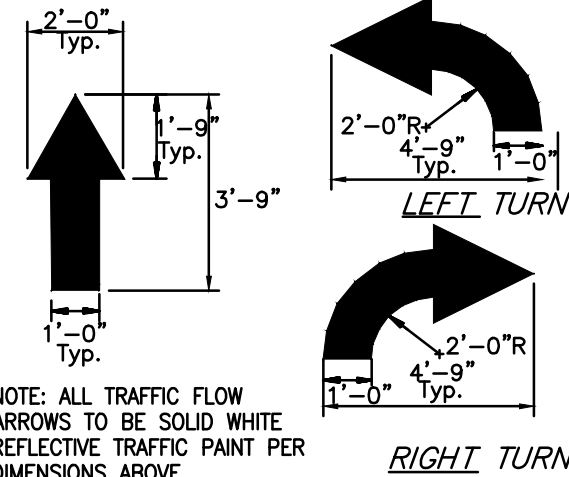 2'-0"
Typ.
1'-9"
Typ.
3'-9"
1'-0"
Typ.
2'-0"R
4'-9"
Typ.
1'-0"
LEFT TURN
2'-0"R
4'-9"
Typ.
1'-0"
RIGHT TURN
NOTE: ALL TRAFFIC FLOW
ARROWS TO BE SOLID WHITE
REFLECTIVE TRAFFIC PAINT PER
DIMENSIONS ABOVE